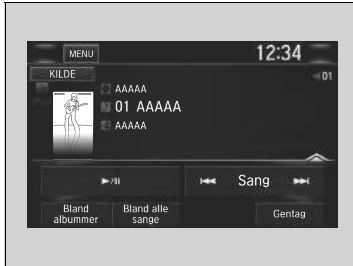 MENU
12:34
KILDE
01
AAAAA
01 AAAAA
AAAAA
Sang
Bland albummer
Bland alle sange
Gentag